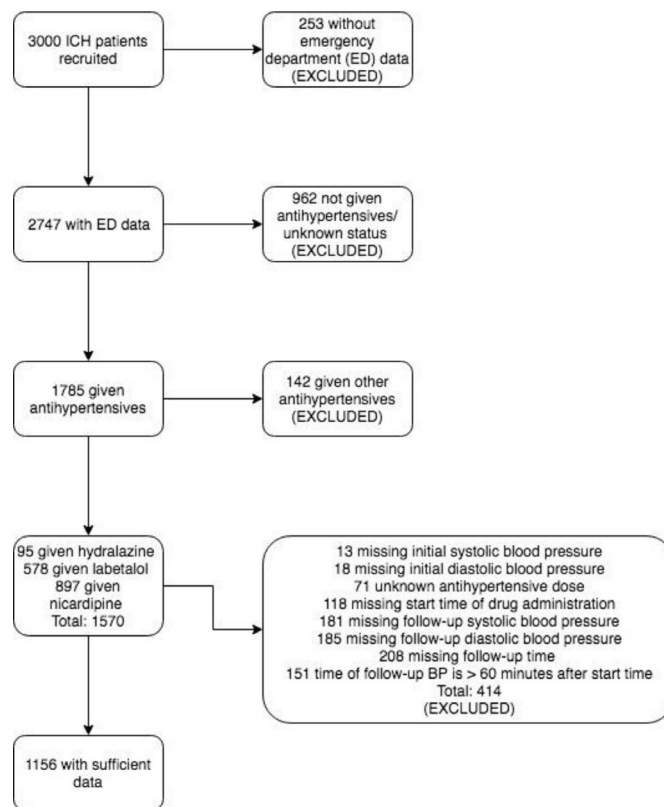 3000 ICH patients
recruited
253 without
emergency
department (ED) data
(EXCLUDED)
2747 with ED data
962 not given
antihypertensives/
unknown status
(EXCLUDED)
1785 given
antihypertensives
142 given other
antihypertensives
(EXCLUDED)
95 given hydralazine
578 given labetalol
897 given
nicardipine
Total: 1570
13 missing initial systolic blood pressure
18 missing initial diastolic blood pressure
71 unknown antihypertensive dose
118 missing start time of drug administration
181 missing follow-up systolic blood pressure
185 missing follow-up diastolic blood pressure
208 missing follow-up time
151 time of follow-up BP is > 60 minutes after start time
Total: 414
(EXCLUDED)
1156 with sufficient
data